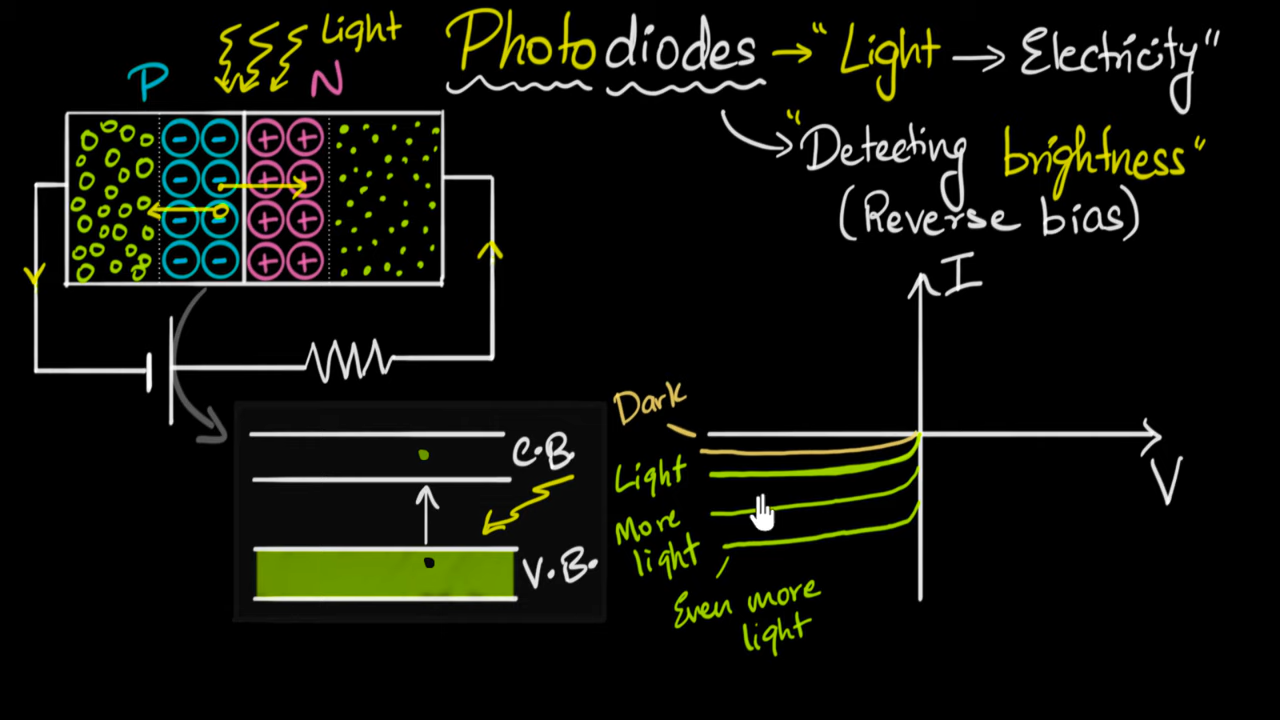 Light
Photodiodes → "Light → Electricity"
P
N
"Detecting brightness"
(Reverse bias)
I
Dark
V
C.B.
Light
More
light
V.B.
Even more
light